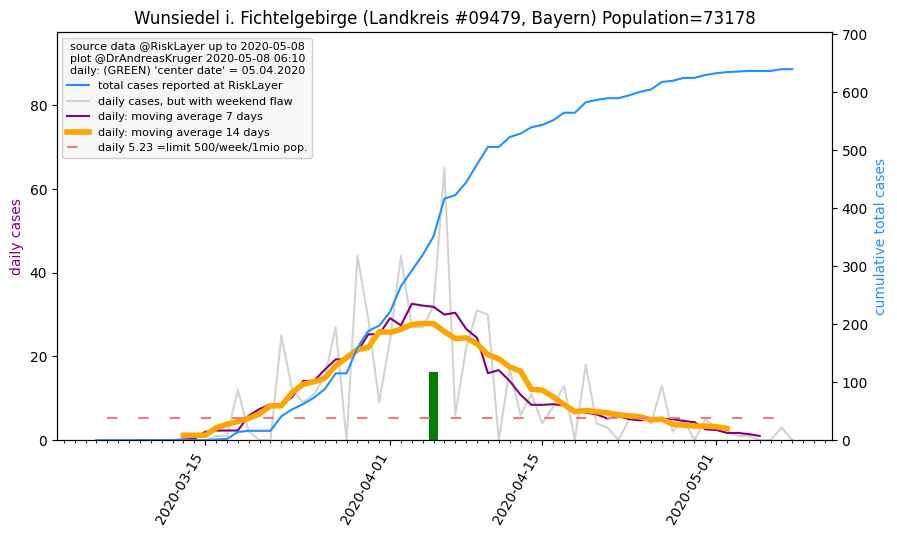 Wunsiedel i. Fichtelgebirge (Landkreis #09479, Bayern) Population=73178
source data @RiskLayer up to 2020-05-08
plot @DrAndreasKruger 2020-05-08 06:10
daily: (GREEN) 'center date' = 05.04.2020
total cases reported at RiskLayer
daily cases, but with weekend flaw
daily: moving average 7 days
daily: moving average 14 days
daily 5.23 =limit 500/week/1mio pop.
daily cases
80
60
40
20
0
700
600
500
400
300
200
100
0
cumulative total cases
2020-03-15
2020-04-01
2020-04-15
2020-05-01